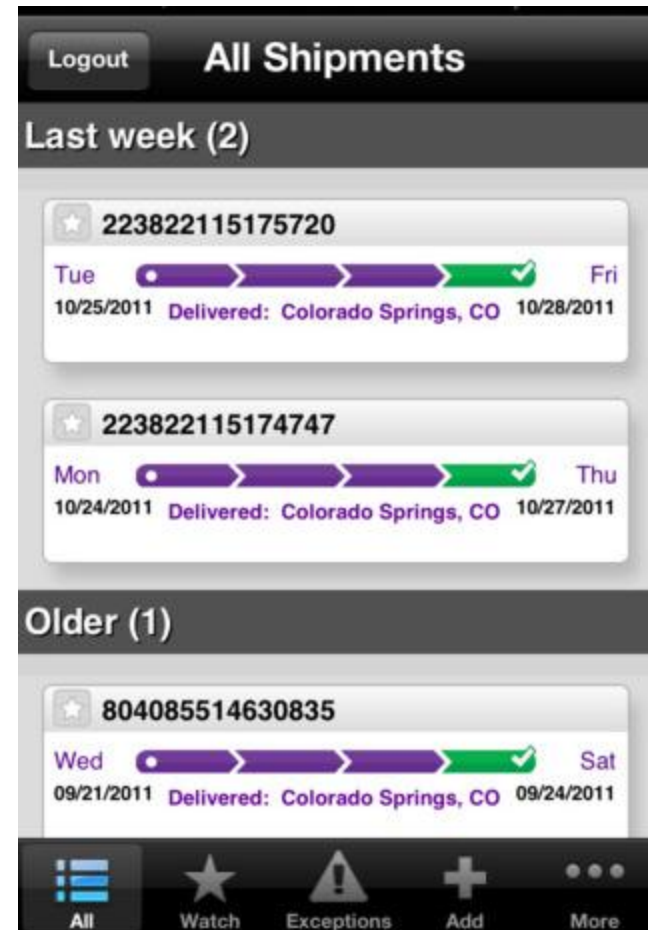 Logout All Shipments
Last week (2)
223822115175720
Tue Fri
10/25/2011 Delivered: Colorado Springs, CO 10/28/2011
223822115174747
Mon Thu
10/24/2011 Delivered: Colorado Springs, CO 10/27/2011
Older (1)
804085514630835
Wed Sat
09/21/2011 Delivered: Colorado Springs, CO 09/24/2011
All Watch Exceptions Add More